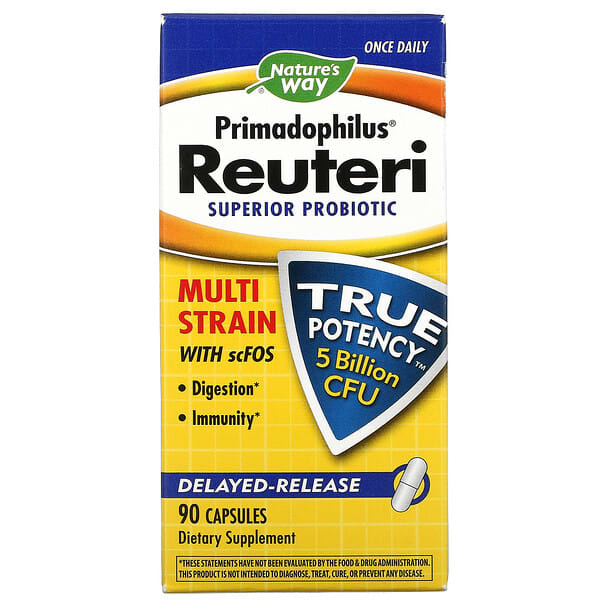 ONCE DAILY
Nature's
WAY®
Primadophilus®
Reuteri
SUPERIOR PROBIOTIC
MULTI
STRAIN
WITH scFOS
• Digestion*
• Immunity*
TRUE
POTENCY™
5 Billion
CFU
DELAYED-RELEASE
90 CAPSULES
Dietary Supplement
*THESE STATEMENTS HAVE NOT BEEN EVALUATED BY THE FOOD & DRUG ADMINISTRATION.
THIS PRODUCT IS NOT INTENDED TO DIAGNOSE, TREAT, CURE, OR PREVENT ANY DISEASE.